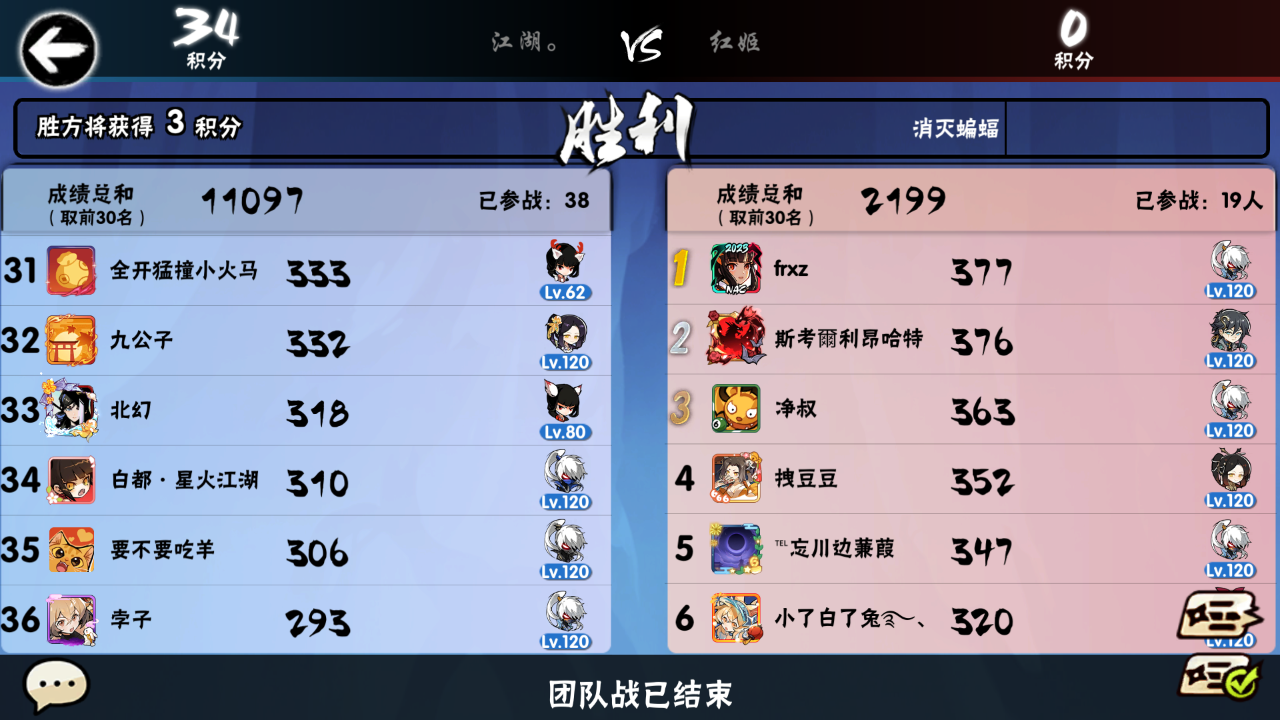 34
积分
江湖。
VS
红姬
0
积分
胜方将获得 3 积分
胜利
消灭蝙蝠
成绩总和
(取前30名)
11097
已参战: 38
31 全开猛撞小火马 333 Lv.62
32 九公子 332 Lv.120
33 北幻 318 Lv.80
34 白都·星火江湖 310 Lv.120
35 要不要吃羊 306 Lv.120
36 孛子 293 Lv.120
成绩总和
(取前30名)
2199
已参战: 19人
1 2023 frxz 377 Lv.120
2 斯考爾利昂哈特 376 Lv.120
3 净叔 363 Lv.120
4 拽豆豆 352 Lv.120
5 TEL忘川边蒹葭 347 Lv.120
6 小了白了兔 320 Lv.120
团队战已结束